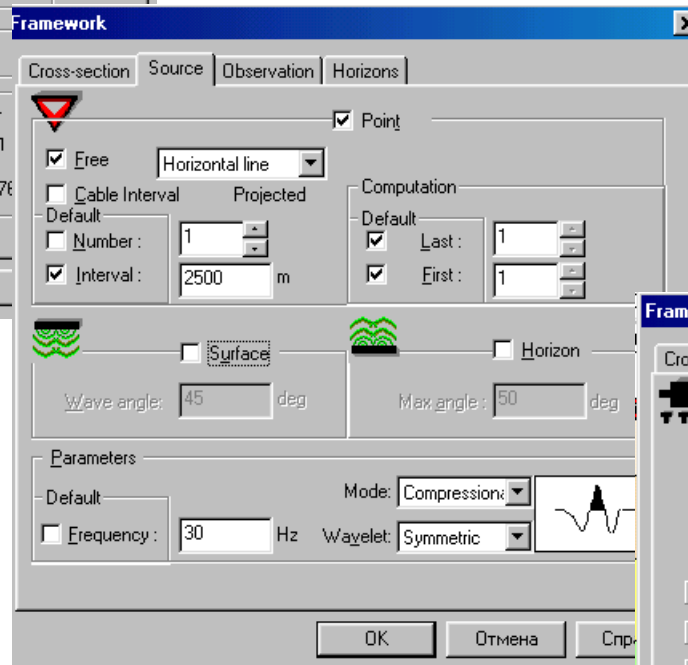 Framework
Cross-section Source Observation Horizons
Point
Free Horizontal line
Cable Interval Projected
Computation
Default
Number : 1
Interval : 2500 m
Default
Last : 1
First : 1
Surface
Horizon
Wave angle: 45 deg
Max angle : 50 deg
Parameters
Default
Mode: Compressiona
Frequency : 30 Hz
Wavelet: Symmetric
OK Отмена Спр
Fram
Cro